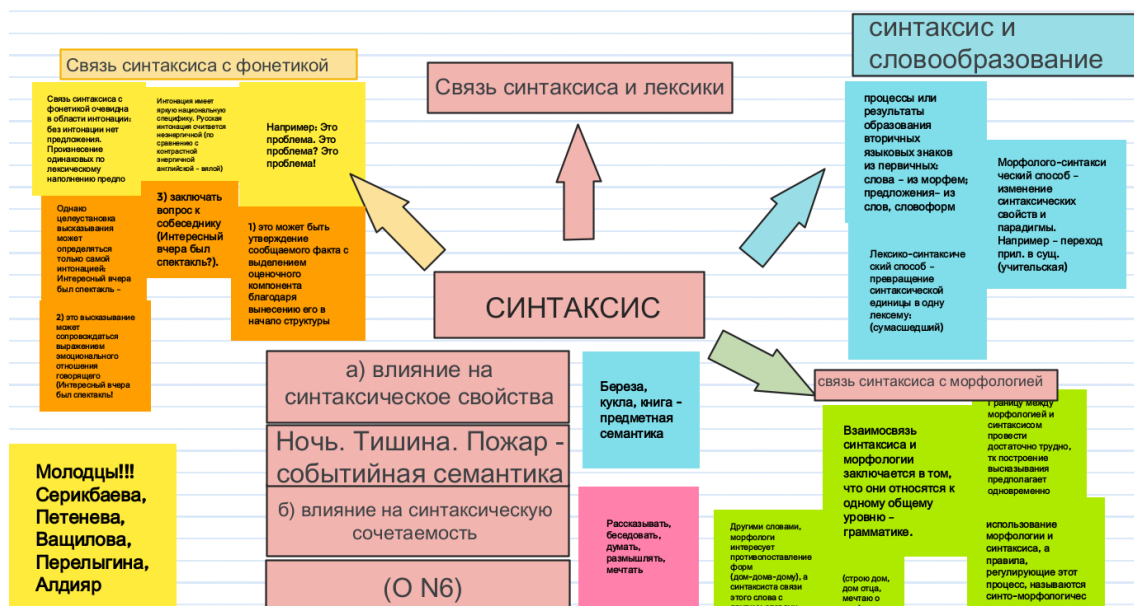 Связь синтаксиса с фонетикой
Связь синтаксиса с
фонетикой очевидна
в области интонации:
без интонации нет
предложения.
Произнесение
одинаковых по
лексическому
наполнению предпо
Интонация имеет
яркую национальную
специфику. Русская
интонация считается
неэнергичной (по
сравнению с
контрастной
энергичной
английской – вялой)
Например: Это
проблема. Это
проблема? Это
проблема!
Однако
целеустановка
высказывания
может
определяться
только самой
интонацией:
Интересный вчера
был спектакль –
3) заключать
вопрос к
собеседнику
(Интересный
вчера был
спектакль?).
1) это может быть
утверждение
сообщаемого факта с
выделением
оценочного
компонента
благодаря
вынесению его в
начало структуры
2) это высказывание
может
сопровождаться
выражением
эмоционального
отношения
говорящего
(Интересный вчера
был спектакль!
Связь синтаксиса и лексики
синтаксис и
словообразование
процессы или
результаты
образования
вторичных
языковых знаков
из первичных:
слова – из морфем;
предложения– из
слов, словоформ
Морфолого-синтакси
ческий способ –
изменение
синтаксических
свойств и
парадигмы.
Например – переход
прил. в сущ.
(учительская)
Лексико-синтаксиче
ский способ –
превращение
синтаксической
единицы в одну
лексему:
(сумасшедший)
СИНТАКСИС
а) влияние на
синтаксическое свойства
Ночь. Тишина. Пожар -
событийная семантика
б) влияние на синтаксическую
сочетаемость
(О N6)
Береза,
кукла, книга –
предметная
семантика
Рассказывать,
беседовать,
думать,
размышлять,
мечтать
связь синтаксиса с морфологией
Взаимосвязь
синтаксиса и
морфологии
заключается в том,
что они относятся к
одному общему
уровню –
грамматике.
Границу между
морфологией и
синтаксисом
провести
достаточно трудно,
тк построение
высказывания
предполагает
одновременно
использование
морфологии и
синтаксиса, а
правила,
регулирующие этот
процесс, называются
синто-морфологичес
Другими словами,
морфологи
интересует
противопоставление
форм
(дом-дома-дому), а
синтаксиста связи
этого слова с
(строю дом,
дом отца,
мечтаю о
Молодцы!!!
Серикбаева,
Петенева,
Ващилова,
Перелыгина,
Алдияр